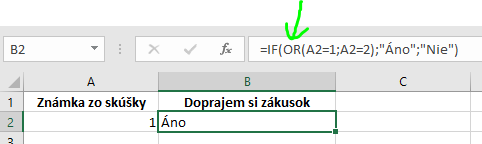 B2 fx =IF(OR(A2=1;A2=2);"Áno";"Nie")
A B C
1 Známka zo skúšky Doprajem si zákusok
2 1 Áno